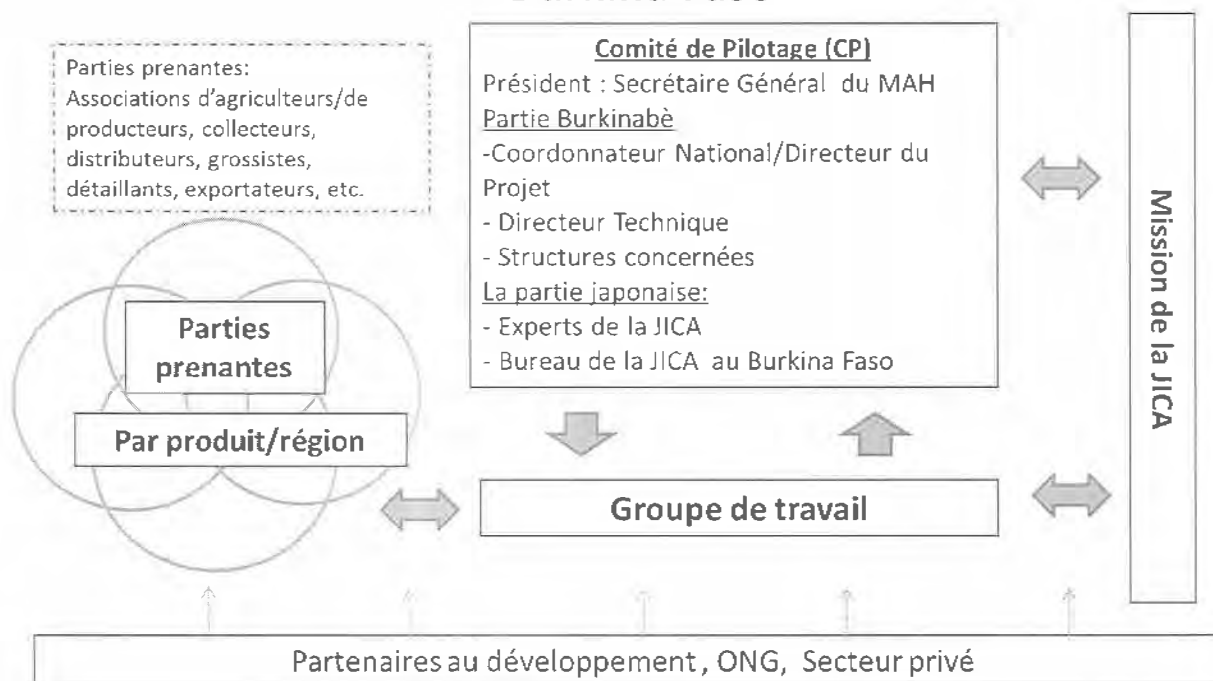 Parties prenantes:
Associations d'agriculteurs/de
producteurs, collecteurs,
distributeurs, grossistes,
détaillants, exportateurs, etc.
Comité de Pilotage (CP)
Président : Secrétaire Général du MAH
Partie Burkinabè
-Coordonnateur National/Directeur du
Projet
- Directeur Technique
- Structures concernées
La partie japonaise:
- Experts de la JICA
- Bureau de la JICA au Burkina Faso
Mission de la JICA
Parties
prenantes
Par produit/région
Groupe de travail
Partenaires au développement , ONG, Secteur privé